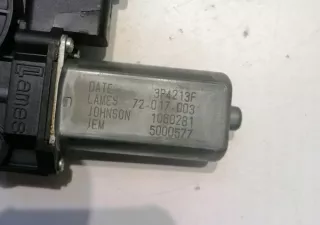 Lames
DATE 3P4213F
LAMES 72-017-003
JOHNSON 1080281
JEM 5000577